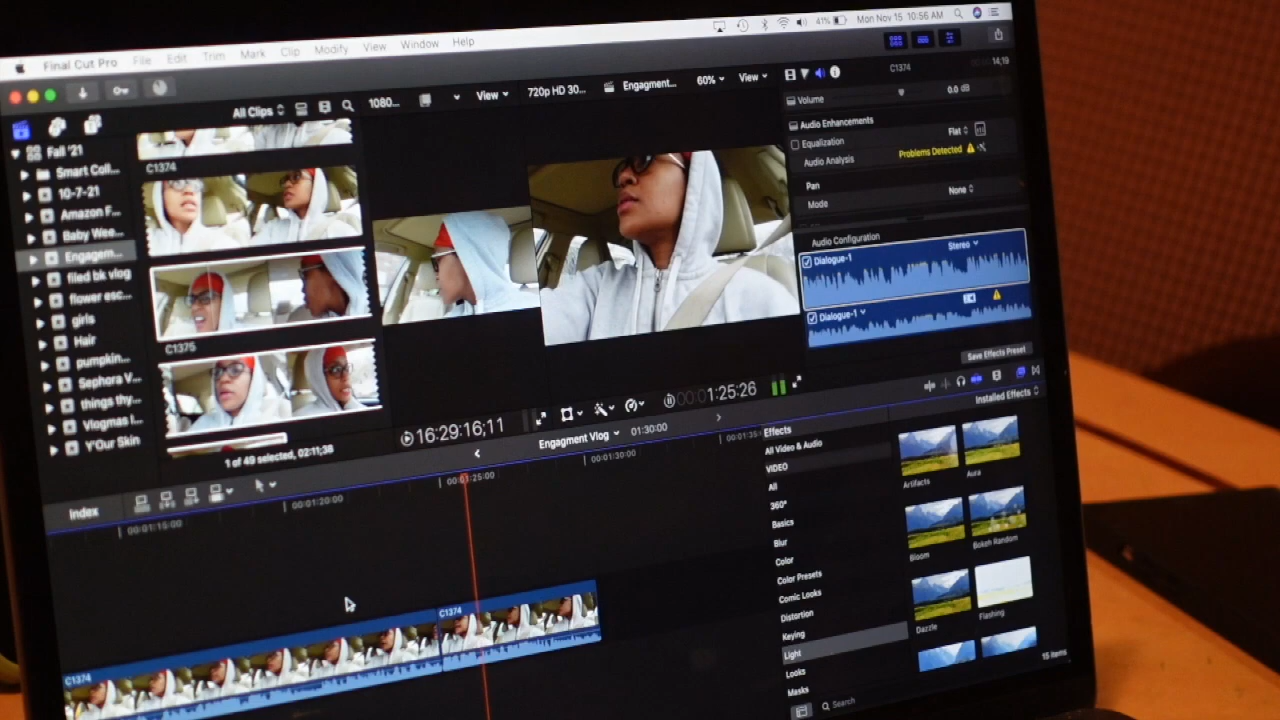 Final Cut Pro File Edit Trim Mark Clip Modify View Window Help 41% Mon Nov 15 10:56 AM
All Clips 1080... View 720p HD 30... Engagment... 60% View C1374 14;19
Fall '21
Smart Coll...
10-7-21
Amazon F...
Baby Wee...
Engagem...
filed bk vlog
flower esc...
girls
Hair
pumpkin...
Sephora V...
things thy...
Vlogmas I...
Y'Our Skin
C1374
C1375
1 of 49 selected, 02:11;38
16:29:16;11
00:00:1:25:26
Volume 0.0 dB
Audio Enhancements
Equalization Flat
Audio Analysis Problems Detected
Pan
Mode None
Audio Configuration
Stereo
Dialogue-1
Dialogue-1
Save Effects Preset
Index
Engagment Vlog 01:30:00
00:01:15:00 00:01:20:00 00:01:25:00 00:01:30:00 00:01:35:
C1374
C1374
Effects Installed Effects
All Video & Audio
VIDEO
All
360°
Basics
Blur
Color
Color Presets
Comic Looks
Distortion
Keying
Light
Looks
Masks
Artifacts Aura
Bloom Bokeh Random
Dazzle Flashing
15 items
Search